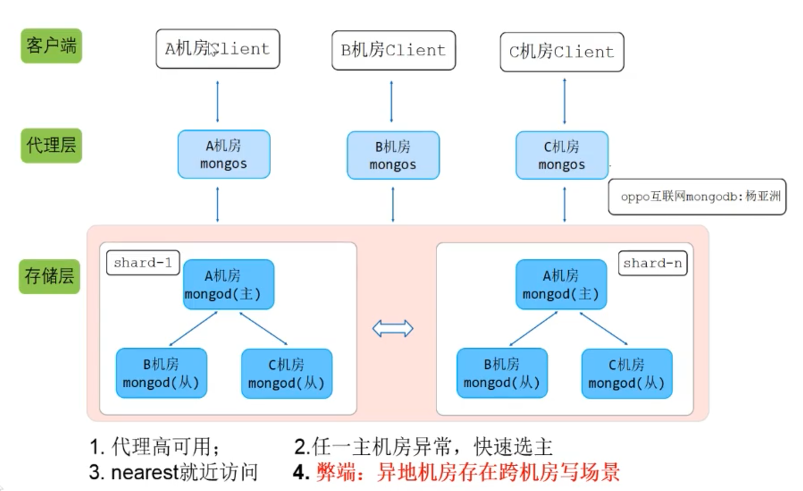 客户端
A机房Client
B机房Client
C机房Client
代理层
A机房
mongos
B机房
mongos
C机房
mongos
oppo互联网mongodb:杨亚洲
存储层
shard-1
A机房
mongod(主)
B机房
mongod(从)
C机房
mongod(从)
A机房
mongod(主)
shard-n
B机房
mongod(从)
C机房
mongod(从)
1. 代理高可用； 2.任一主机房异常，快速选主
3. nearest就近访问 4. 弊端：异地机房存在跨机房写场景